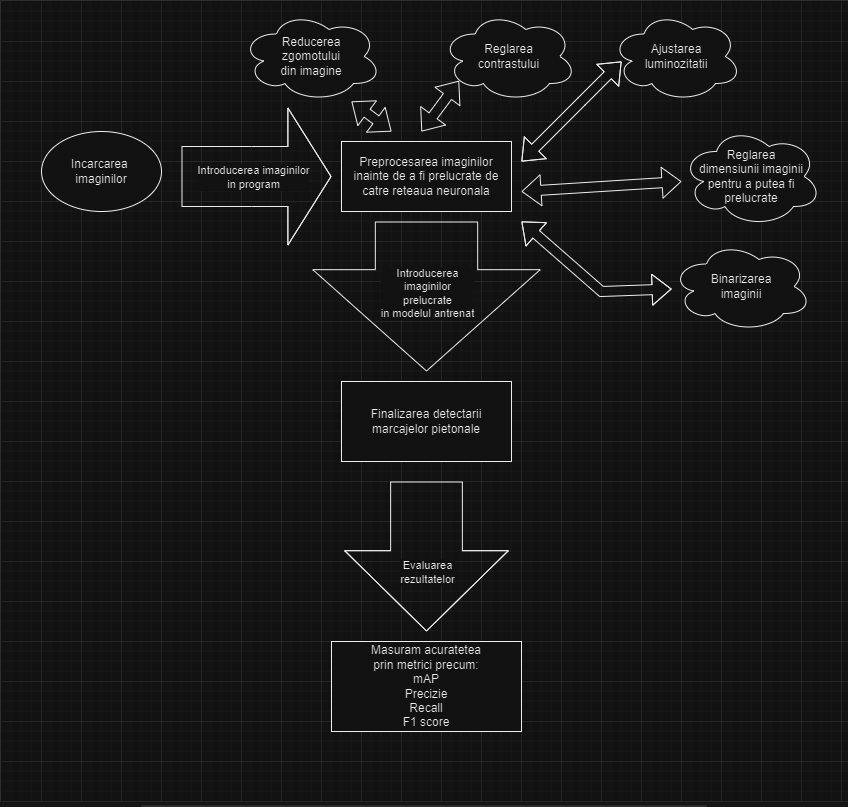 Reducerea
zgomotului
din imagine
Reglarea
contrastului
Ajustarea
luminozitatii
Incarcarea
imaginilor
Introducerea imaginilor
in program
Preprocesarea imaginilor
inainte de a fi prelucrate de
catre reteaua neuronala
Reglarea
dimensiunii imaginii
pentru a putea fi
prelucrate
Binarizarea
imaginii
Introducerea
imaginilor
prelucrate
in modelul antrenat
Finalizarea detectarii
marcajelor pietonale
Evaluarea
rezultatelor
Masuram acuratetea
prin metrici precum:
mAP
Precizie
Recall
F1 score